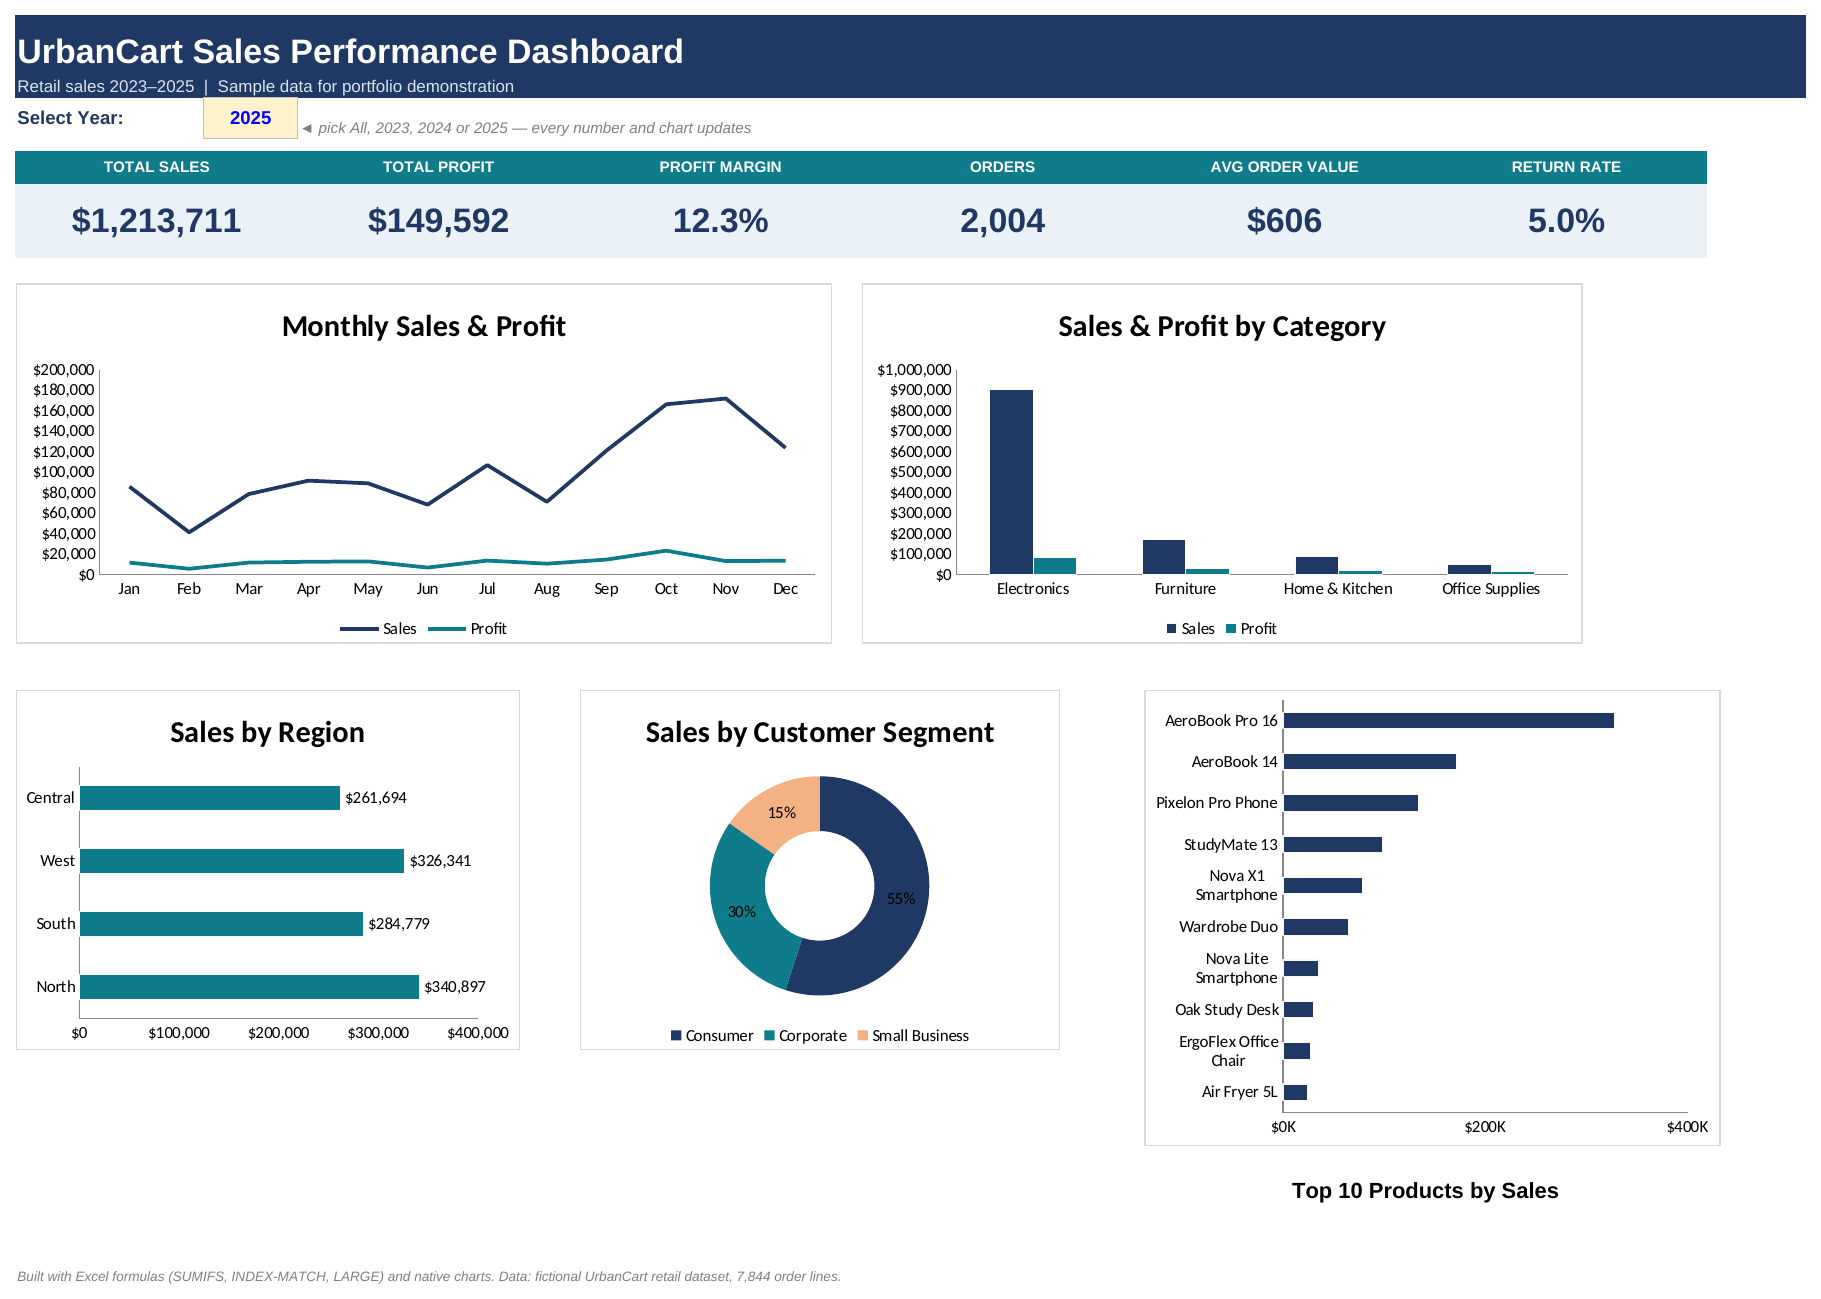 UrbanCart Sales Performance Dashboard
Retail sales 2023–2025 | Sample data for portfolio demonstration
Select Year: 2025 ◄ pick All, 2023, 2024 or 2025 — every number and chart updates
TOTAL SALES TOTAL PROFIT PROFIT MARGIN ORDERS AVG ORDER VALUE RETURN RATE
$1,213,711 $149,592 12.3% 2,004 $606 5.0%
Monthly Sales & Profit
$200,000
$180,000
$160,000
$140,000
$120,000
$100,000
$80,000
$60,000
$40,000
$20,000
$0
Jan Feb Mar Apr May Jun Jul Aug Sep Oct Nov Dec
Sales Profit
Sales & Profit by Category
$1,000,000
$900,000
$800,000
$700,000
$600,000
$500,000
$400,000
$300,000
$200,000
$100,000
$0
Electronics Furniture Home & Kitchen Office Supplies
Sales Profit
Sales by Region
Central $261,694
West $326,341
South $284,779
North $340,897
$0 $100,000 $200,000 $300,000 $400,000
Sales by Customer Segment
15%
55%
30%
Consumer Corporate Small Business
AeroBook Pro 16
AeroBook 14
Pixelon Pro Phone
StudyMate 13
Nova X1
Smartphone
Wardrobe Duo
Nova Lite
Smartphone
Oak Study Desk
ErgoFlex Office
Chair
Air Fryer 5L
$0K $200K $400K
Top 10 Products by Sales
Built with Excel formulas (SUMIFS, INDEX-MATCH, LARGE) and native charts. Data: fictional UrbanCart retail dataset, 7,844 order lines.